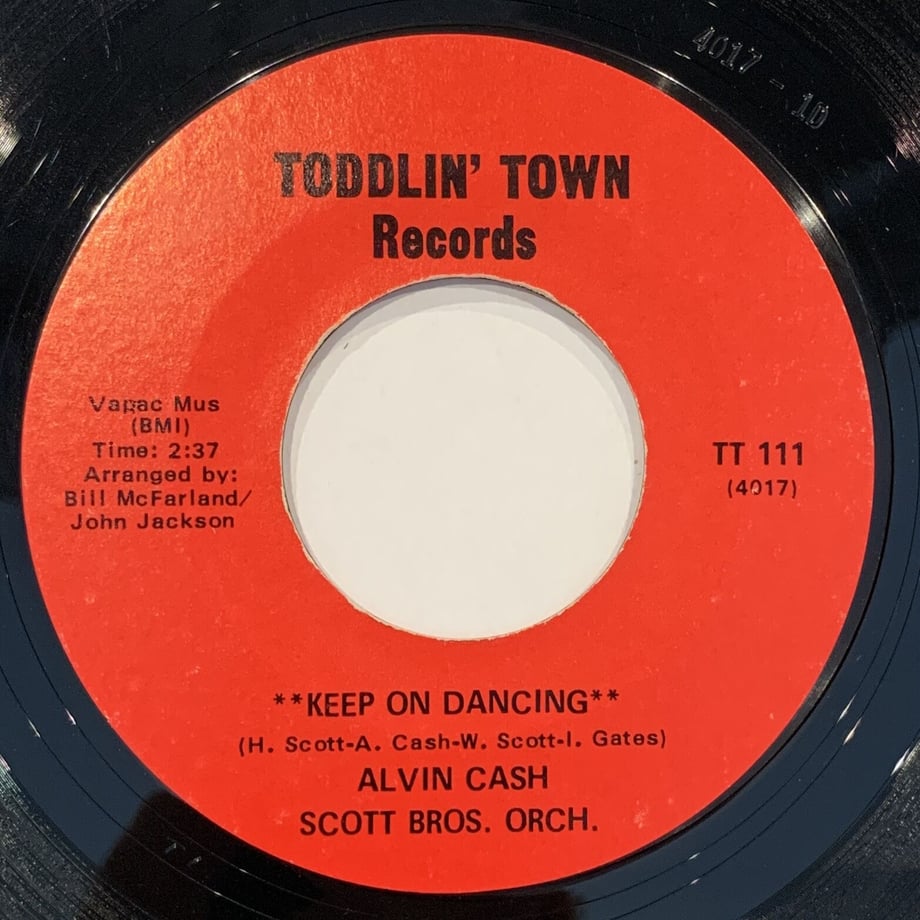 4017 - 1D
TODDLIN' TOWN
Records
Vapac Mus
(BMI)
Time: 2:37
Arranged by:
Bill McFarland/
John Jackson
TT 111
(4017)
**KEEP ON DANCING**
(H. Scott-A. Cash-W. Scott-I. Gates)
ALVIN CASH
SCOTT BROS. ORCH.